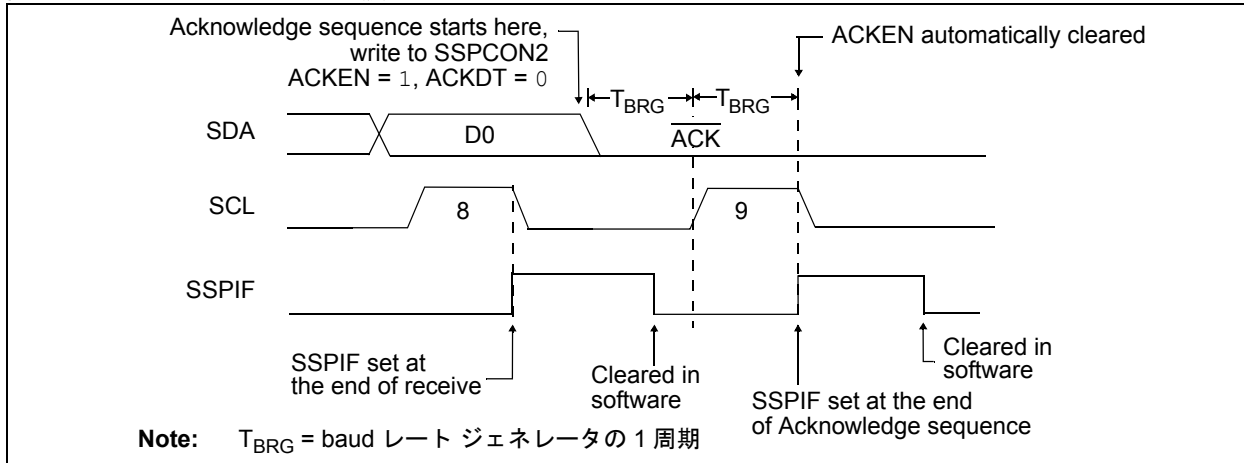 Acknowledge sequence starts here,
write to SSPCON2
ACKEN = 1, ACKDT = 0
ACKEN automatically cleared
TBRG
TBRG
SDA
D0
ACK
SCL
8
9
SSPIF
SSPIF set at
the end of receive
Cleared in
software
SSPIF set at the end
of Acknowledge sequence
Cleared in
software
Note: TBRG = baud レート ジェネレータの 1 周期